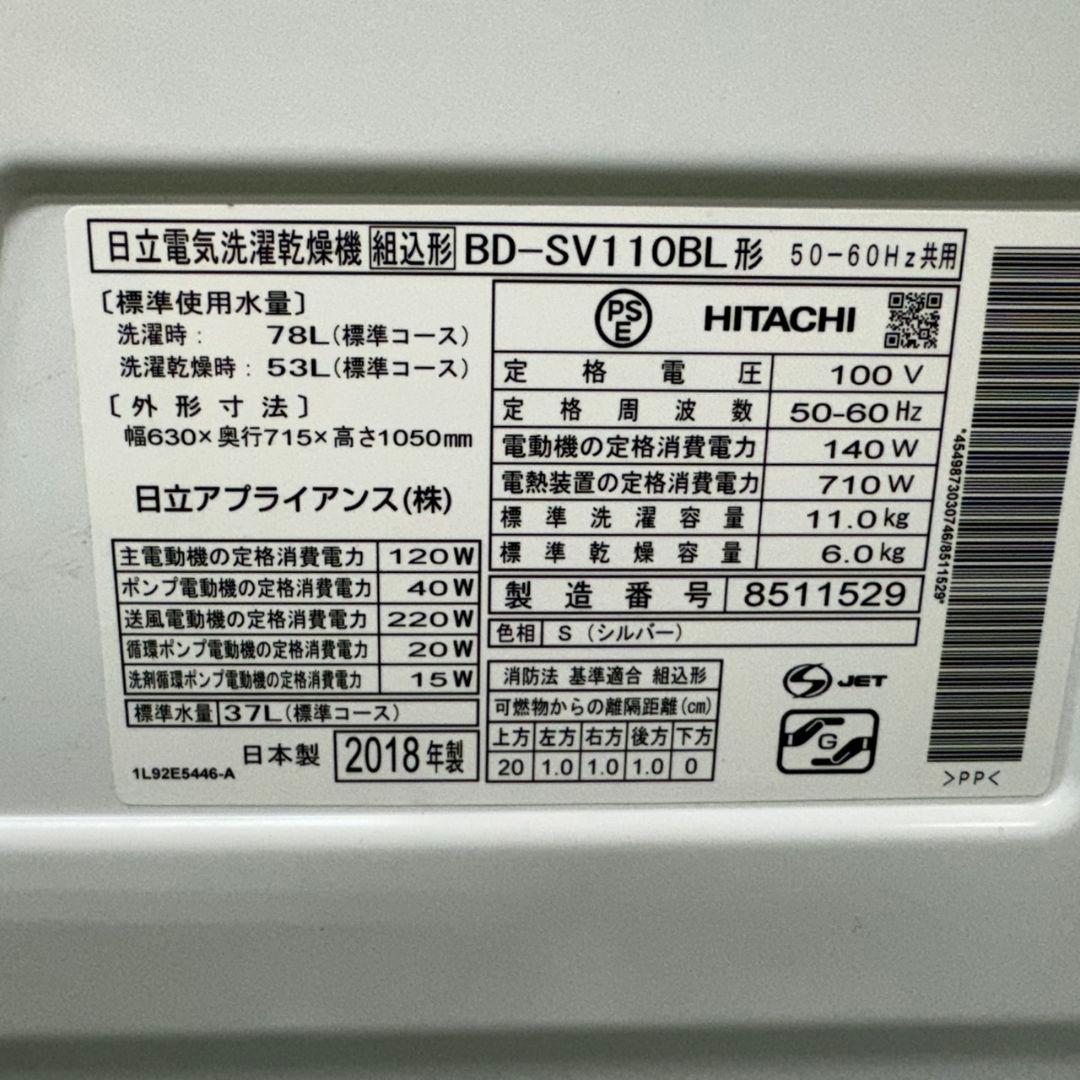 日立電気洗濯乾燥機 組込形 BD-SV110BL形 50-60Hz共用
〔標準使用水量〕
洗濯時: 78L(標準コース)
洗濯乾燥時: 53L(標準コース)
〔外形寸法〕
幅630×奥行715×高さ1050mm
日立アプライアンス(株)
主電動機の定格消費電力 120W
ポンプ電動機の定格消費電力 40W
送風電動機の定格消費電力 220W
循環ポンプ電動機の定格消費電力 20W
洗剤循環ポンプ電動機の定格消費電力 15W
標準水量 37L(標準コース)
日本製 2018年製
1L92E5446-A
PSE HITACHI
定格電圧 100V
定格周波数 50-60Hz
電動機の定格消費電力 140W
電熱装置の定格消費電力 710W
標準洗濯容量 11.0kg
標準乾燥容量 6.0kg
製造番号 8511529
色相 S(シルバー)
消防法 基準適合 組込形
可燃物からの離隔距離(cm)
上方 左方 右方 後方 下方
20 1.0 1.0 1.0 0
S JET
G
*4549873030746/8511529*
>PP<